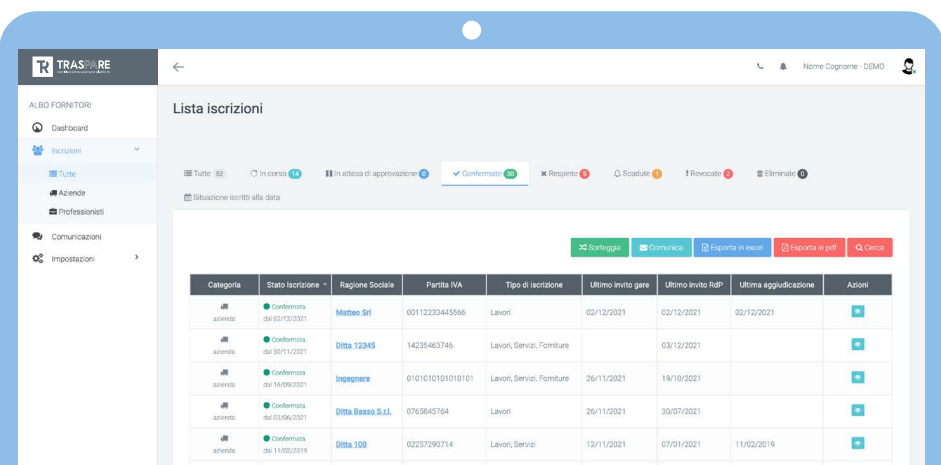 TRASPARE
Nome Cognome - DEMO
ALBO FORNITORI
Dashboard
Iscrizioni
Tutte
Aziende
Professionisti
Comunicazioni
Impostazioni
Lista iscrizioni
Tutte 52 In corso 14 In attesa di approvazione 0 Confermate 30 Respinte 5 Scadute 1 Revocate 2 Eliminate 0
Situazione iscritti alla data
Sorteggia Comunica Esporta in excel Esporta in pdf Cerca
Categoria Stato Iscrizione Ragione Sociale Partita IVA Tipo di iscrizione Ultimo invito gare Ultimo invito RdP Ultima aggiudicazione Azioni
azienda Confermata dal 02/12/2021 Matteo Srl 00112233445566 Lavori 02/12/2021 02/12/2021 02/12/2021
azienda Confermata dal 30/11/2021 Ditta 12345 14235463746 Lavori, Servizi, Forniture 03/12/2021
azienda Confermata dal 16/09/2021 Ingegnere 0101010101010101 Lavori, Servizi, Forniture 26/11/2021 19/10/2021
azienda Confermata dal 03/06/2021 Ditta Basso S.r.l. 0765845764 Lavori 26/11/2021 30/07/2021
azienda Confermata dal 11/02/2019 Ditta 100 02257290714 Lavori, Servizi 12/11/2021 07/01/2021 11/02/2019